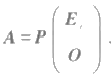 A = P ( E_r
O ) .